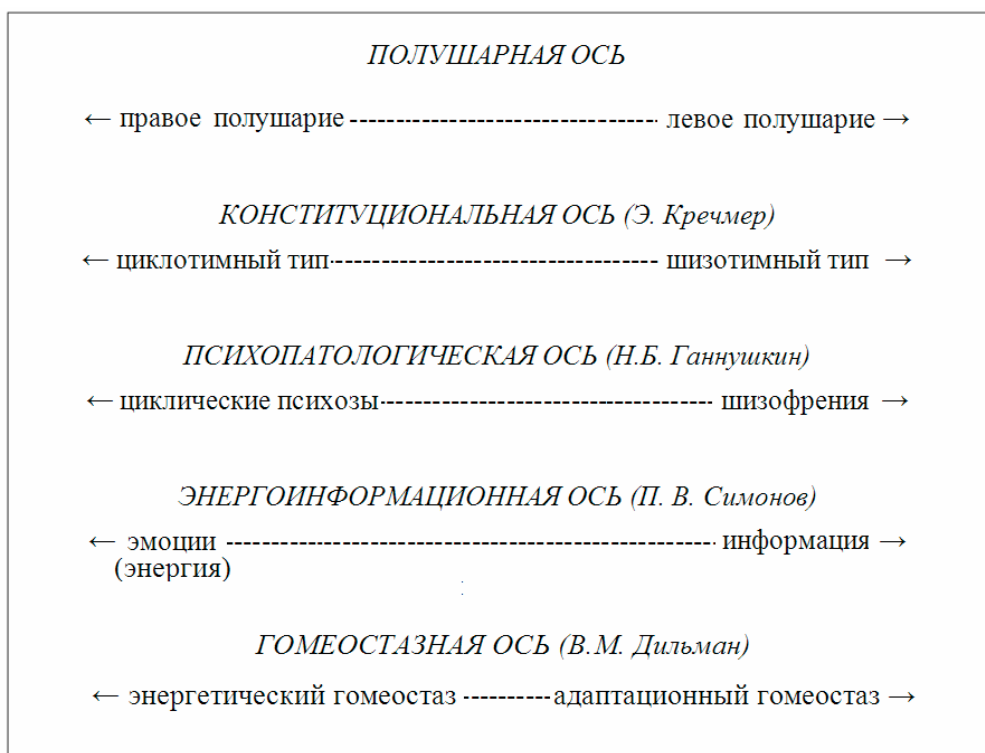 ПОЛУШАРНАЯ ОСЬ
← правое полушарие ---------------------------------- левое полушарие →
КОНСТИТУЦИОНАЛЬНАЯ ОСЬ (Э. Кречмер)
← циклотимный тип ------------------------------------ шизотимный тип →
ПСИХОПАТОЛОГИЧЕСКАЯ ОСЬ (Н.Б. Ганнушкин)
← циклические психозы ------------------------------------ шизофрения →
ЭНЕРГОИНФОРМАЦИОННАЯ ОСЬ (П. В. Симонов)
← эмоции ------------------------------------------------------ информация →
(энергия)
ГОМЕОСТАЗНАЯ ОСЬ (В.М. Дильман)
← энергетический гомеостаз ---------- адаптационный гомеостаз →